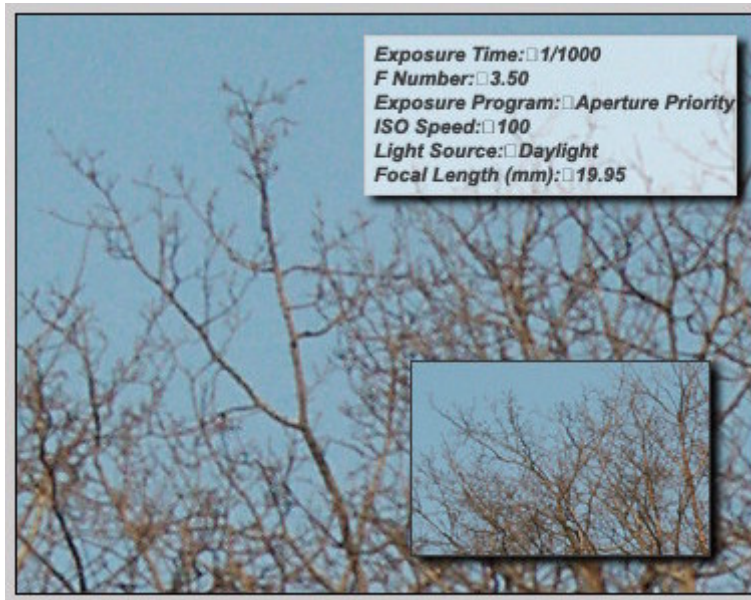 Exposure Time:□1/1000
F Number:□3.50
Exposure Program:□Aperture Priority
ISO Speed:□100
Light Source:□Daylight
Focal Length (mm):□19.95